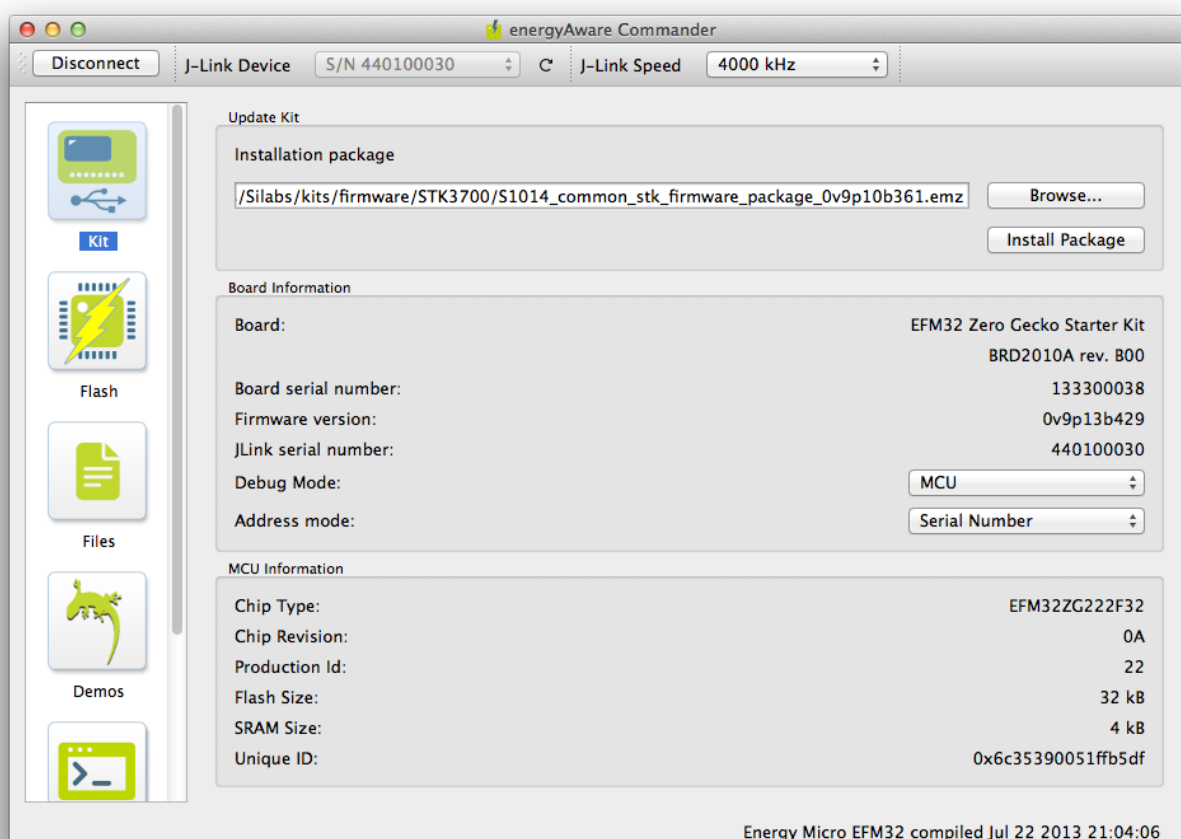 energyAware Commander
Disconnect J-Link Device S/N 440100030 J-Link Speed 4000 kHz
Update Kit
Installation package
/Silabs/kits/firmware/STK3700/S1014_common_stk_firmware_package_0v9p10b361.emz Browse...
Install Package
Kit
Board Information
Board: EFM32 Zero Gecko Starter Kit
BRD2010A rev. B00
Board serial number: 133300038
Firmware version: 0v9p13b429
JLink serial number: 440100030
Debug Mode: MCU
Address mode: Serial Number
Flash
Files
MCU Information
Chip Type: EFM32ZG222F32
Chip Revision: 0A
Production Id: 22
Flash Size: 32 kB
SRAM Size: 4 kB
Unique ID: 0x6c35390051ffb5df
Demos
Energy Micro EFM32 compiled Jul 22 2013 21:04:06